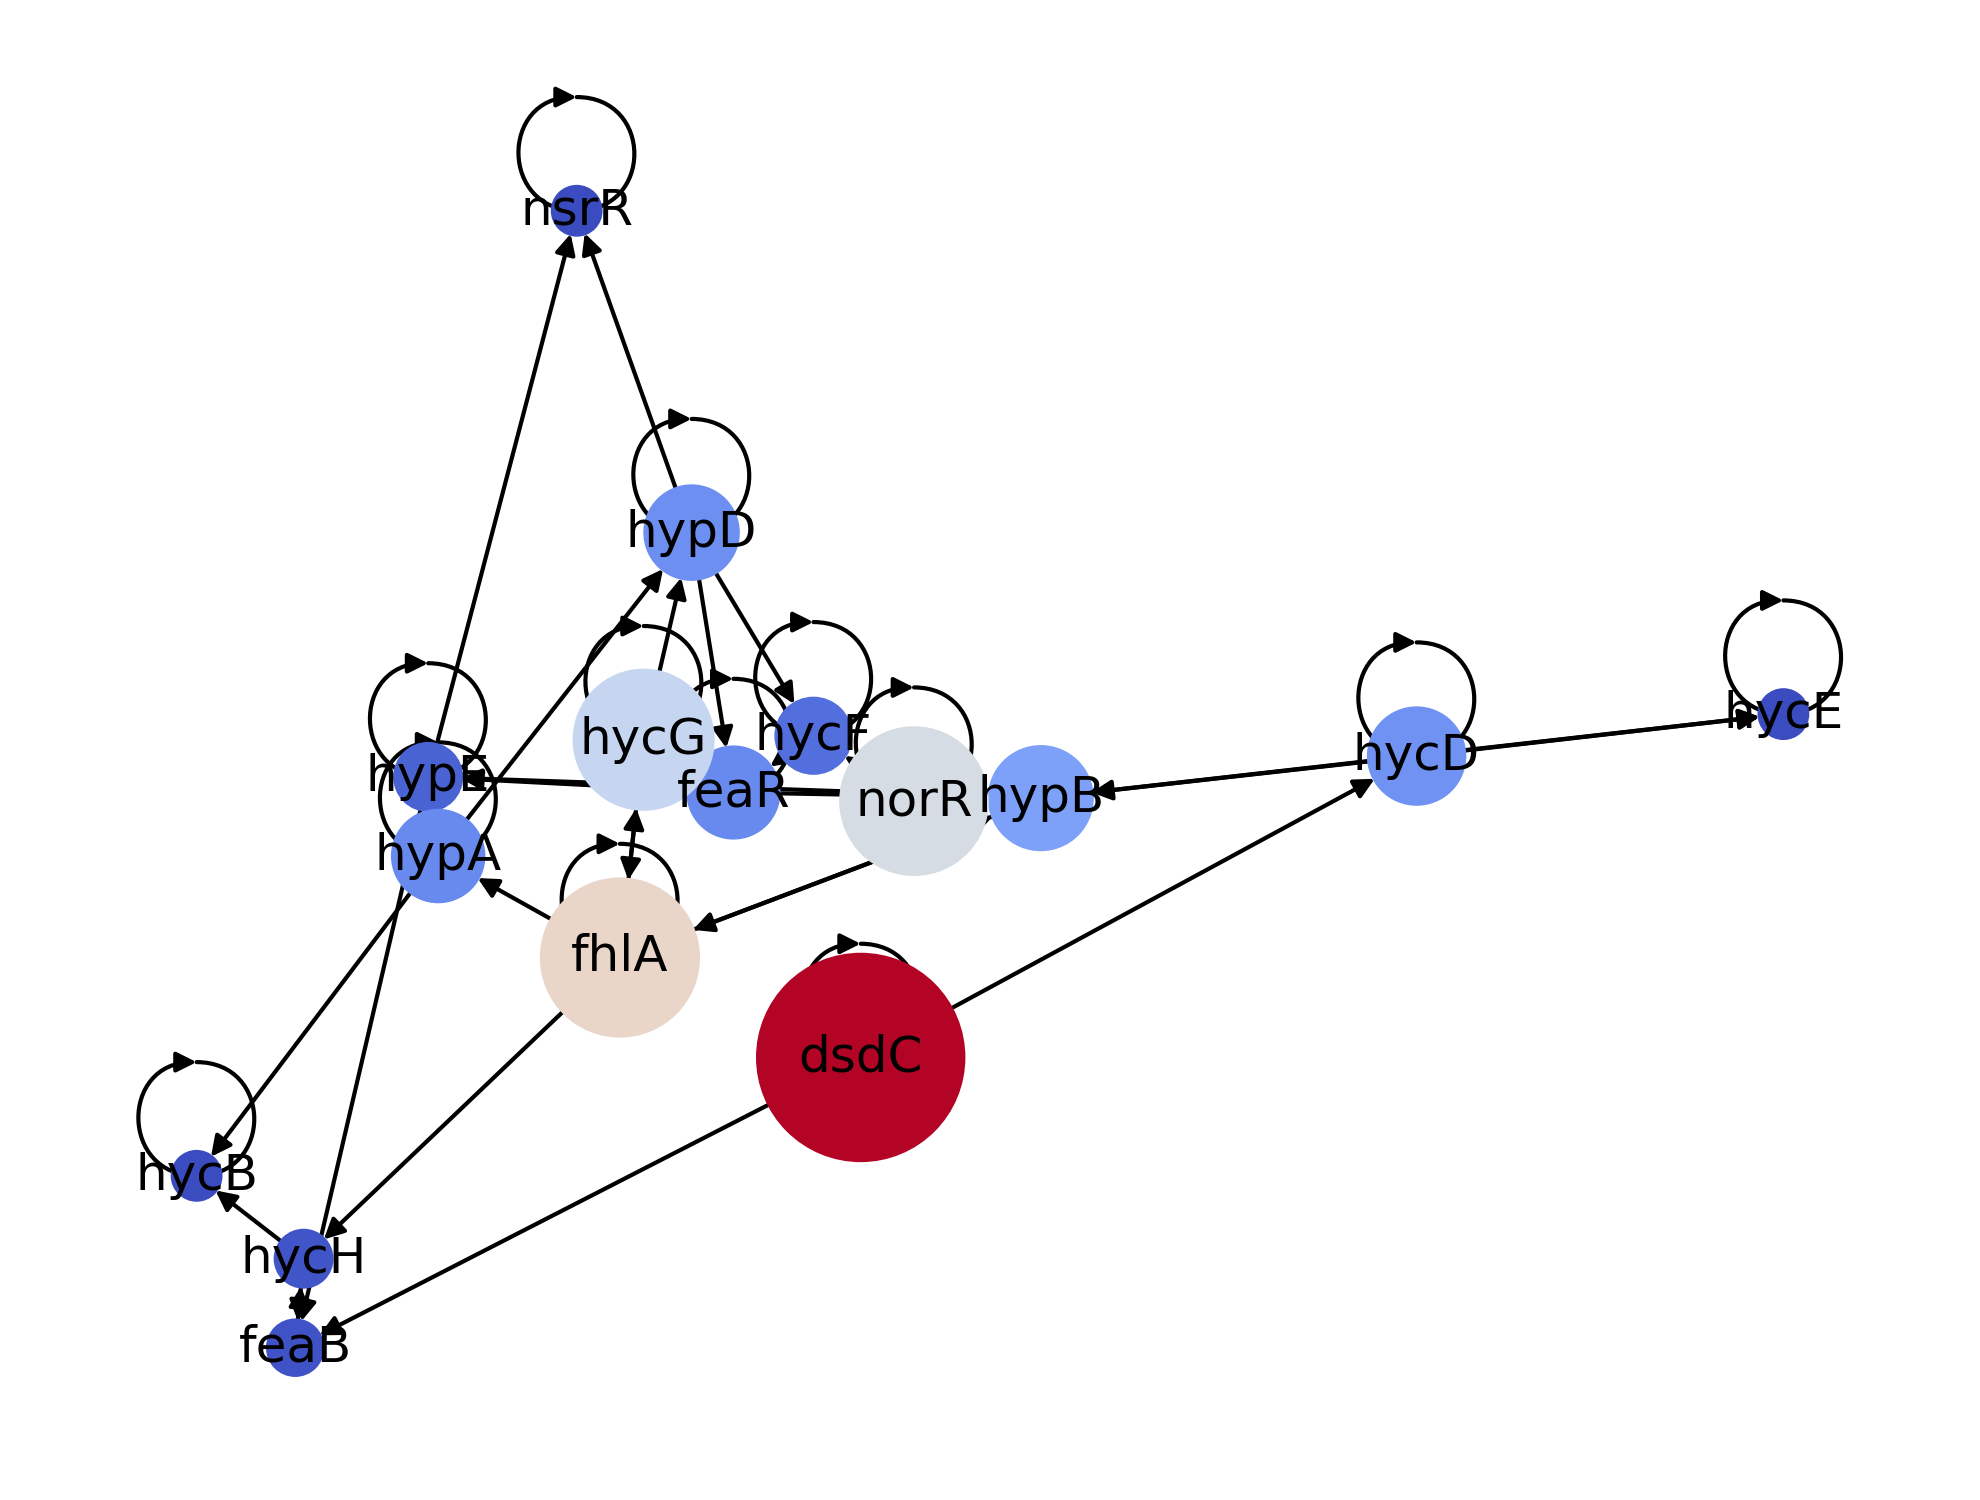 nsrR
hypD
hycE
hycG
hycF
hycD
hypE
feaR
norR
hypB
hypA
fhlA
dsdC
hycB
hycH
feaB